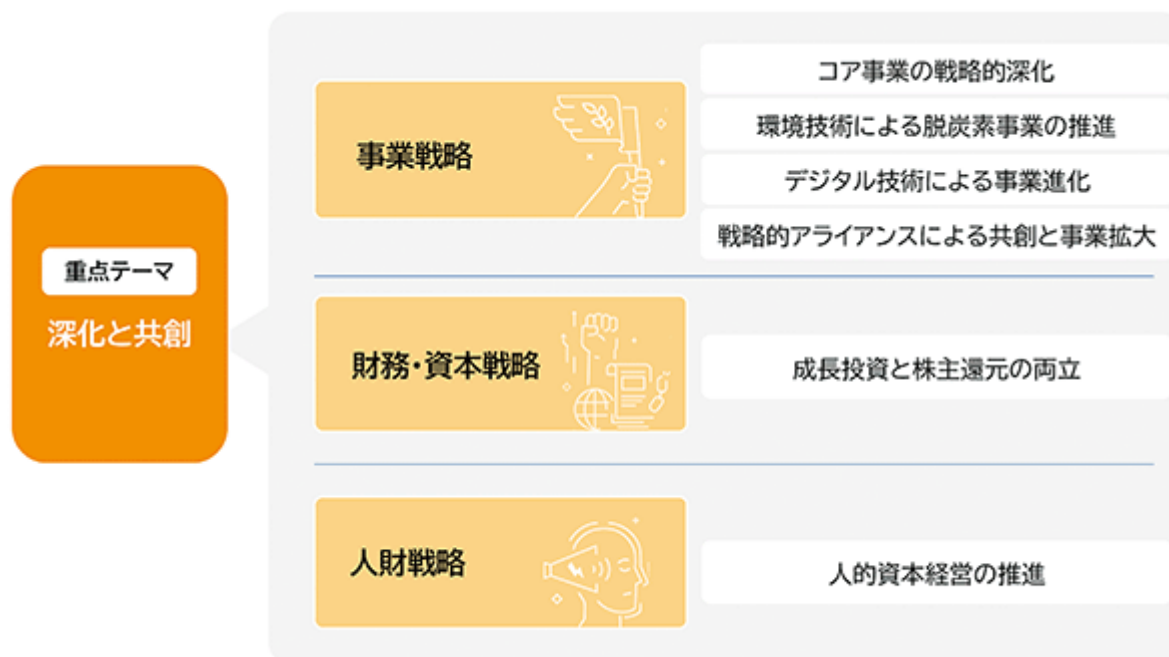 重点テーマ
深化と共創
事業戦略
コア事業の戦略的深化
環境技術による脱炭素事業の推進
デジタル技術による事業進化
戦略的アライアンスによる共創と事業拡大
財務・資本戦略
成長投資と株主還元の両立
人財戦略
人的資本経営の推進